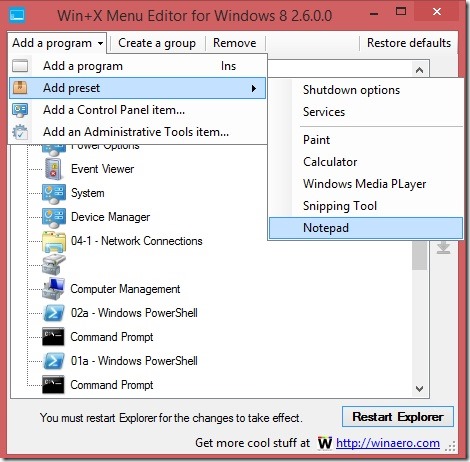 Win+X Menu Editor for Windows 8 2.6.0.0
Add a program Create a group Remove Restore defaults
Add a program Ins
Add preset
Add a Control Panel item...
Add an Administrative Tools item...
Shutdown options
Services
Paint
Calculator
Windows Media PLayer
Snipping Tool
Notepad
Power Options
Event Viewer
System
Device Manager
04-1 - Network Connections
Computer Management
02a - Windows PowerShell
Command Prompt
01a - Windows PowerShell
Command Prompt
You must restart Explorer for the changes to take effect. Restart Explorer
Get more cool stuff at W http://winaero.com